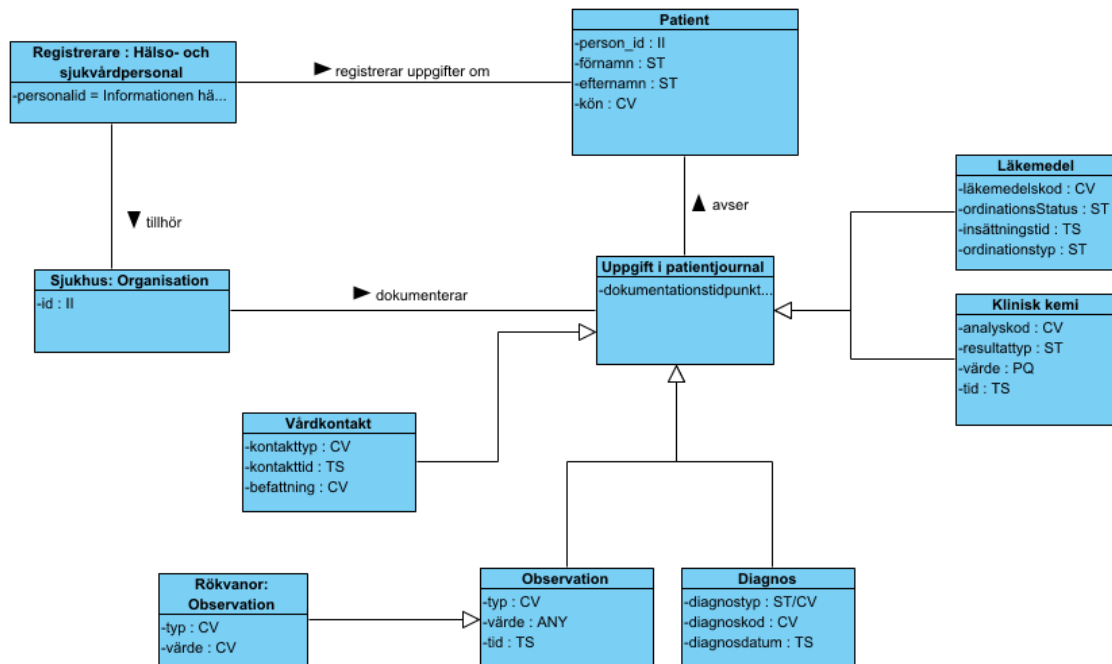 Patient
-person_id : II
-förnamn : ST
-efternamn : ST
-kön : CV
Registrerare : Hälso- och
sjukvårdpersonal
-personalid = Informationen hä...
registrerar uppgifter om
tillhör
avser
Läkemedel
-läkemedelskod : CV
-ordinationsStatus : ST
-insättningstid : TS
-ordinationstyp : ST
Sjukhus: Organisation
-id : II
dokumenterar
Uppgift i patientjournal
-dokumentationstidpunkt...
Klinisk kemi
-analyskod : CV
-resultattyp : ST
-värde : PQ
-tid : TS
Vårdkontakt
-kontakttyp : CV
-kontakttid : TS
-befattning : CV
Rökvanor:
Observation
-typ : CV
-värde : CV
Observation
-typ : CV
-värde : ANY
-tid : TS
Diagnos
-diagnostyp : ST/CV
-diagnoskod : CV
-diagnosdatum : TS